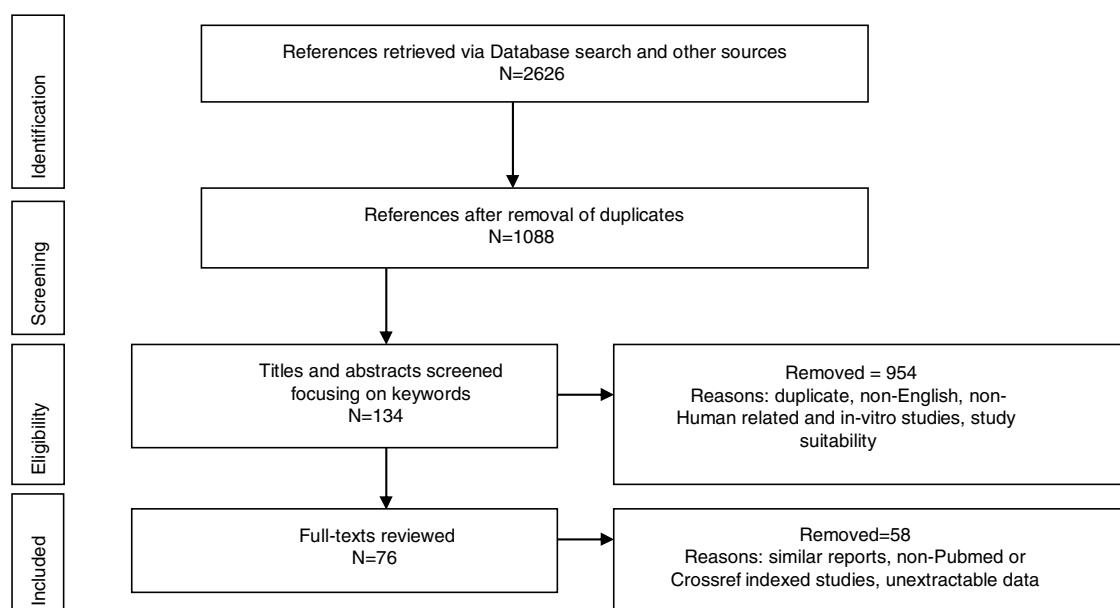 Identification
References retrieved via Database search and other sources
N=2626
Screening
References after removal of duplicates
N=1088
Eligibility
Titles and abstracts screened
focusing on keywords
N=134
Removed = 954
Reasons: duplicate, non-English, non-
Human related and in-vitro studies, study
suitability
Included
Full-texts reviewed
N=76
Removed=58
Reasons: similar reports, non-Pubmed or
Crossref indexed studies, unextractable data